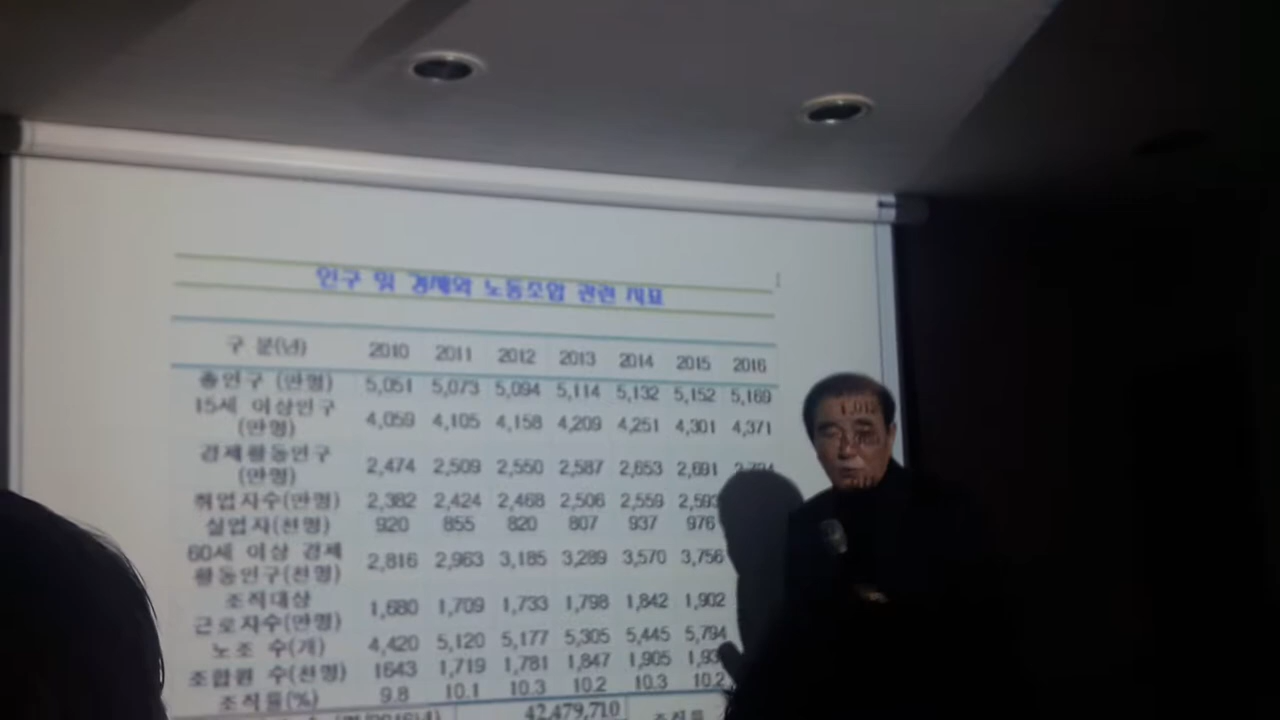 인구 및 경제와 노동조합 관련 지표
구 분(년) 2010 2011 2012 2013 2014 2015 2016
총인구 (만명) 5,051 5,073 5,094 5,114 5,132 5,152 5,169
15세 이상인구 (만명) 4,059 4,105 4,158 4,209 4,251 4,301 4,371
경제활동인구 (만명) 2,474 2,509 2,550 2,587 2,653 2,691
취업자수(만명) 2,382 2,424 2,468 2,506 2,559 2,593
실업자(천명) 920 855 820 807 937 976
60세 이상 경제 활동인구(천명) 2,816 2,963 3,185 3,289 3,570 3,756
조직대상 근로자수(만명) 1,680 1,709 1,733 1,798 1,842 1,902
노조 수(개) 4,420 5,120 5,177 5,305 5,445 5,794
조합원 수(천명) 1643 1,719 1,781 1,847 1,905
조직률(%) 9.8 10.1 10.3 10.2 10.3 10.2
42,479,710